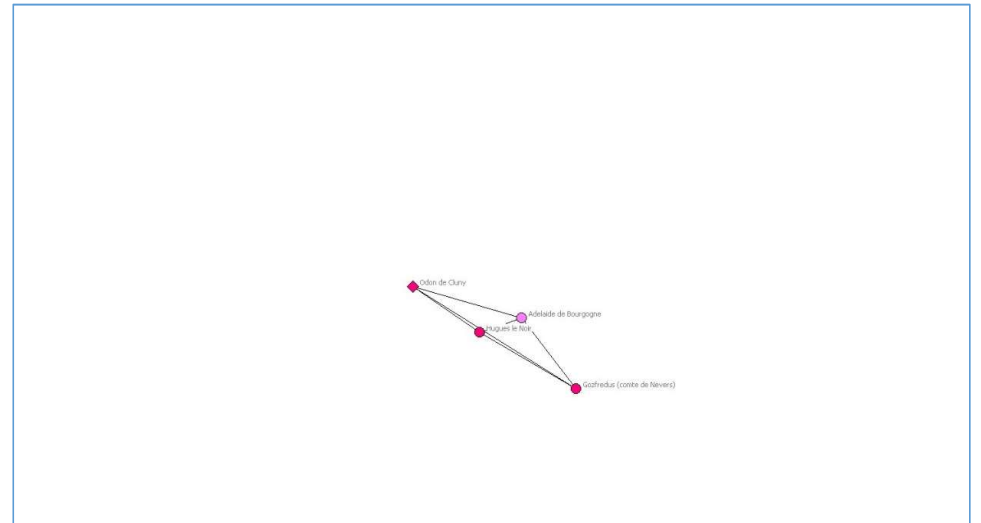 Odon de Cluny
Adelaide de Bourgogne
Hugues le Noir
Gozfredus (comte de Nevers)